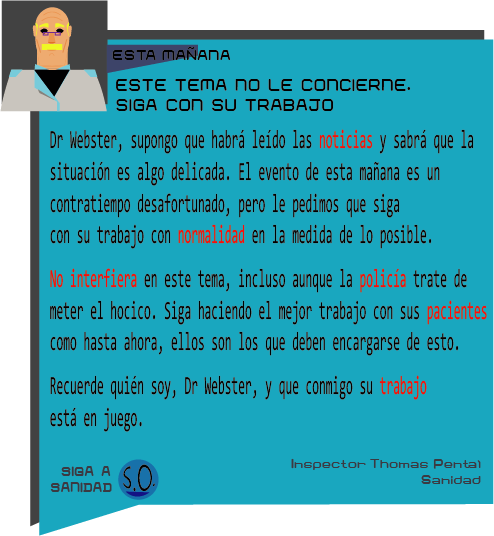 ESTA MAÑANA
ESTE TEMA NO LE CONCIERNE.
SIGA CON SU TRABAJO
Dr Webster, supongo que habrá leído las noticias y sabrá que la
situación es algo delicada. El evento de esta mañana es un
contratiempo desafortunado, pero le pedimos que siga
con su trabajo con normalidad en la medida de lo posible.
No interfiera en este tema, incluso aunque la policía trate de
meter el hocico. Siga haciendo el mejor trabajo con sus pacientes
como hasta ahora, ellos son los que deben encargarse de esto.
Recuerde quién soy, Dr Webster, y que conmigo su trabajo
está en juego.
SIGA A
SANIDAD
S.O.
Inspector Thomas Pental
Sanidad